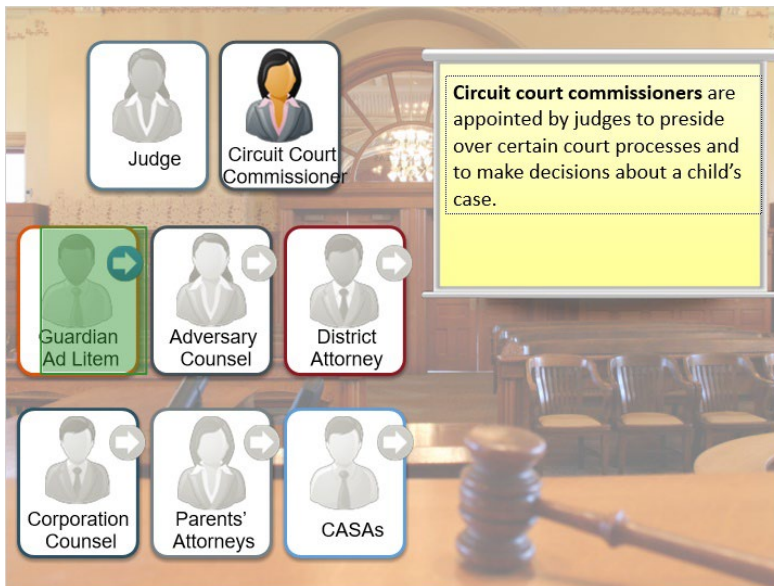 Judge
Circuit Court
Commissioner
Circuit court commissioners are
appointed by judges to preside
over certain court processes and
to make decisions about a child’s
case.
Guardian
Ad Litem
Adversary
Counsel
District
Attorney
Corporation
Counsel
Parents’
Attorneys
CASAs